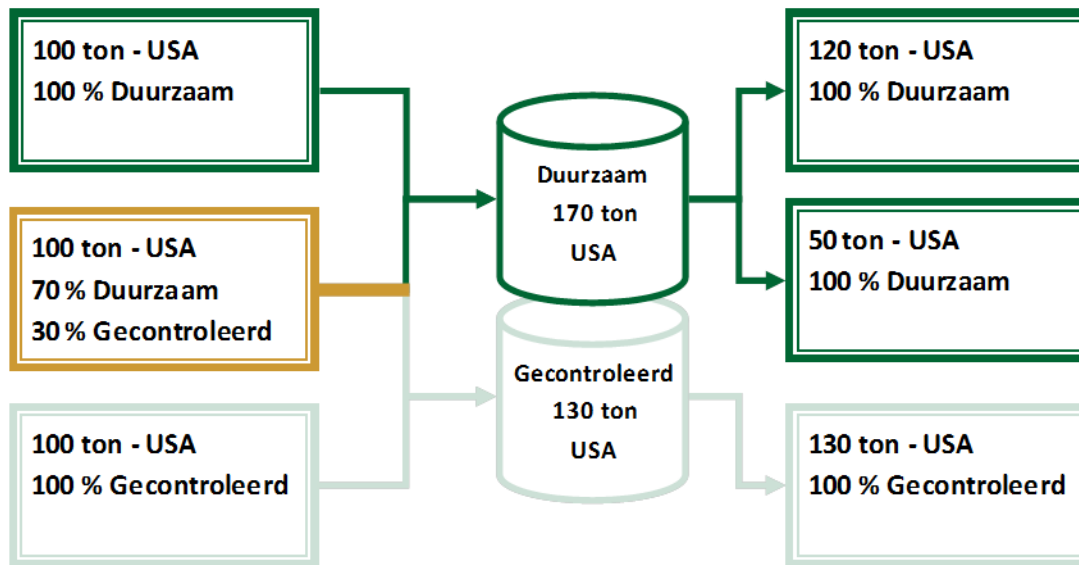 100 ton - USA
100 % Duurzaam
100 ton - USA
70 % Duurzaam
30 % Gecontroleerd
100 ton - USA
100 % Gecontroleerd
Duurzaam
170 ton
USA
Gecontroleerd
130 ton
USA
120 ton - USA
100 % Duurzaam
50 ton - USA
100 % Duurzaam
130 ton - USA
100 % Gecontroleerd